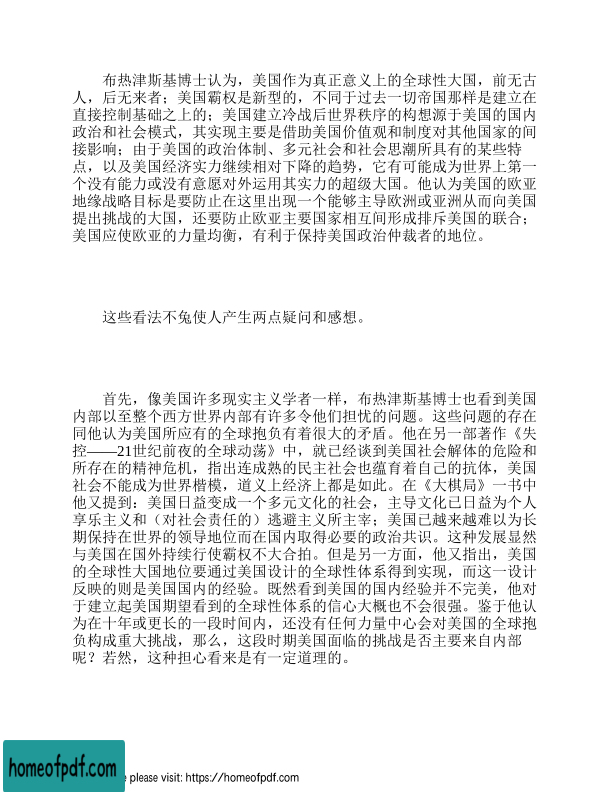 布热津斯基博士认为，美国作为真正意义上的全球性大国，前无古
人，后无来者；美国霸权是新型的，不同于过去一切帝国那样是建立在
直接控制基础之上的；美国建立冷战后世界秩序的构想源于美国的国内
政治和社会模式，其实现主要是借助美国价值观和制度对其他国家的间
接影响；由于美国的政治体制、多元社会和社会思潮所具有的某些特
点，以及美国经济实力继续相对下降的趋势，它有可能成为世界上第一
个没有能力或没有意愿对外运用其实力的超级大国。他认为美国的欧亚
地缘战略目标是要防止在这里出现一个能够主导欧洲或亚洲从而向美国
提出挑战的大国，还要防止欧亚主要国家相互间形成排斥美国的联合；
美国应使欧亚的力量均衡，有利于保持美国政治仲裁者的地位。
这些看法不兔使人产生两点疑问和感想。
首先，像美国许多现实主义学者一样，布热津斯基博士也看到美国
内部以至整个西方世界内部有许多令他们担忧的问题。这些问题的存在
同他认为美国所应有的全球抱负有着很大的矛盾。他在另一部著作《失
控——21世纪前夜的全球动荡》中，就已经谈到美国社会解体的危险和
所存在的精神危机，指出连成熟的民主社会也蕴育着自己的抗体，美国
社会不能成为世界楷模，道义上经济上都是如此。在《大棋局》一书中
他又提到：美国日益变成一个多元文化的社会，主导文化已日益为个人
享乐主义和（对社会责任的）逃避主义所主宰；美国已越来越难以为长
期保持在世界的领导地位而在国内取得必要的政治共识。这种发展显然
与美国在国外持续行使霸权不大合拍。但是另一方面，他又指出，美国
的全球性大国地位要通过美国设计的全球性体系得到实现，而这一设计
反映的则是美国国内的经验。既然看到美国的国内经验并不完美，他对
于建立起美国期望看到的全球性体系的信心大概也不会很强。鉴于他认
为在十年或更长的一段时间内，还没有任何力量中心会对美国的全球抱
负构成重大挑战，那么，这段时期美国面临的挑战是否主要来自内部
呢？若然，这种担心看来是有一定道理的。
homeofpdf.com
please visit: https://homeofpdf.com